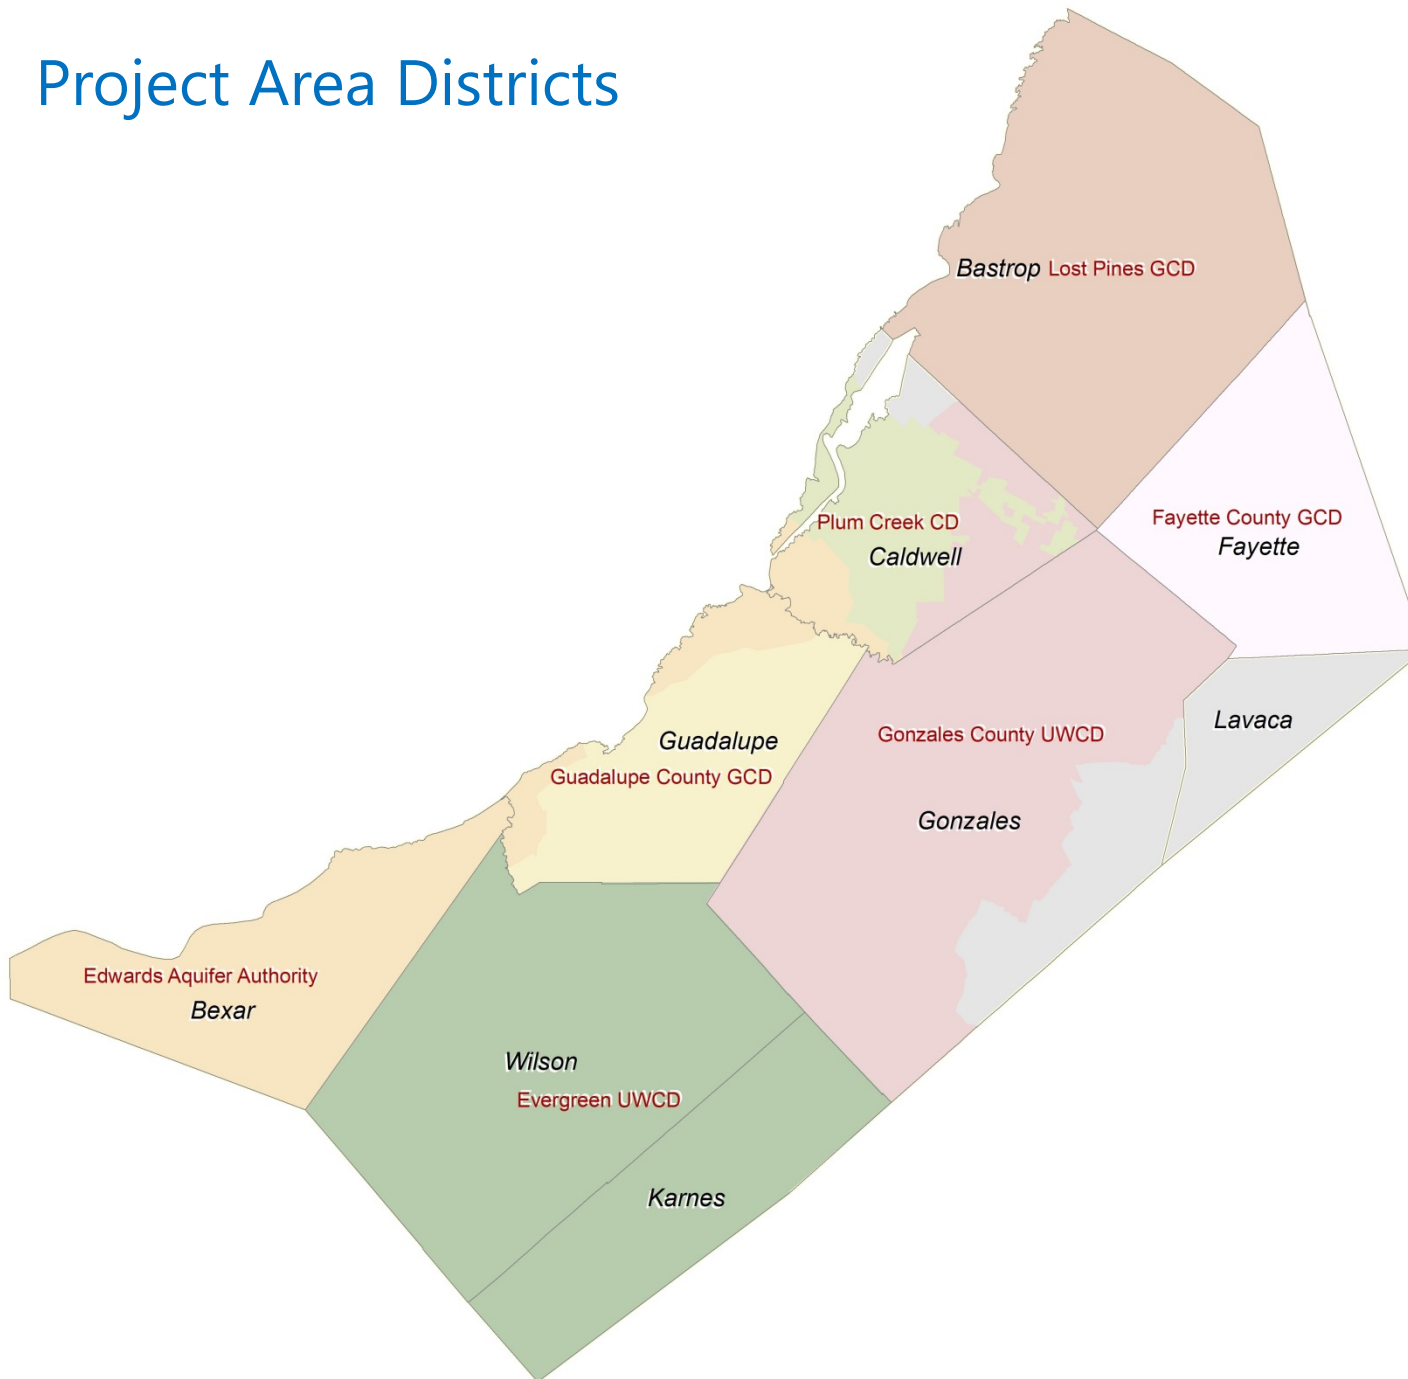 Project Area Districts
Bastrop Lost Pines GCD
Fayette County GCD
Fayette
Plum Creek CD
Caldwell
Lavaca
Gonzales County UWCD
Gonzales
Guadalupe
Guadalupe County GCD
Edwards Aquifer Authority
Bexar
Wilson
Evergreen UWCD
Karnes